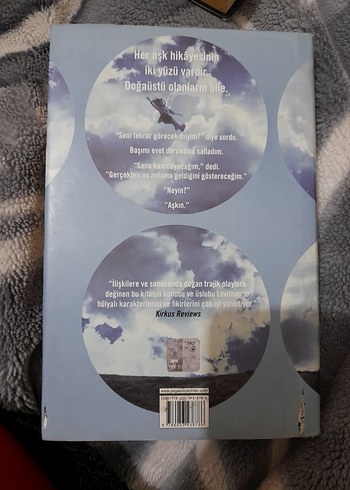 Her aşk hikâyesinin
iki yüzü vardır.
Doğaüstü olanların bile.
"Seni tekrar görecek miyim?" diye sordu.
Başımı evet dercesine salladım.
"Sana kanıtlayacağım," dedi.
"Gerçekten ne anlama geldiğini göstereceğim."
"Neyin?"
"Aşkın."
"İlişkilere ve sonucunda doğan trajik olaylara
değinen bu kitabın konusu ve üslubu Levithan'ın
hülyalı karakterlerini ve fikirlerini çok iyi yansıtıyor."
Kirkus Reviews